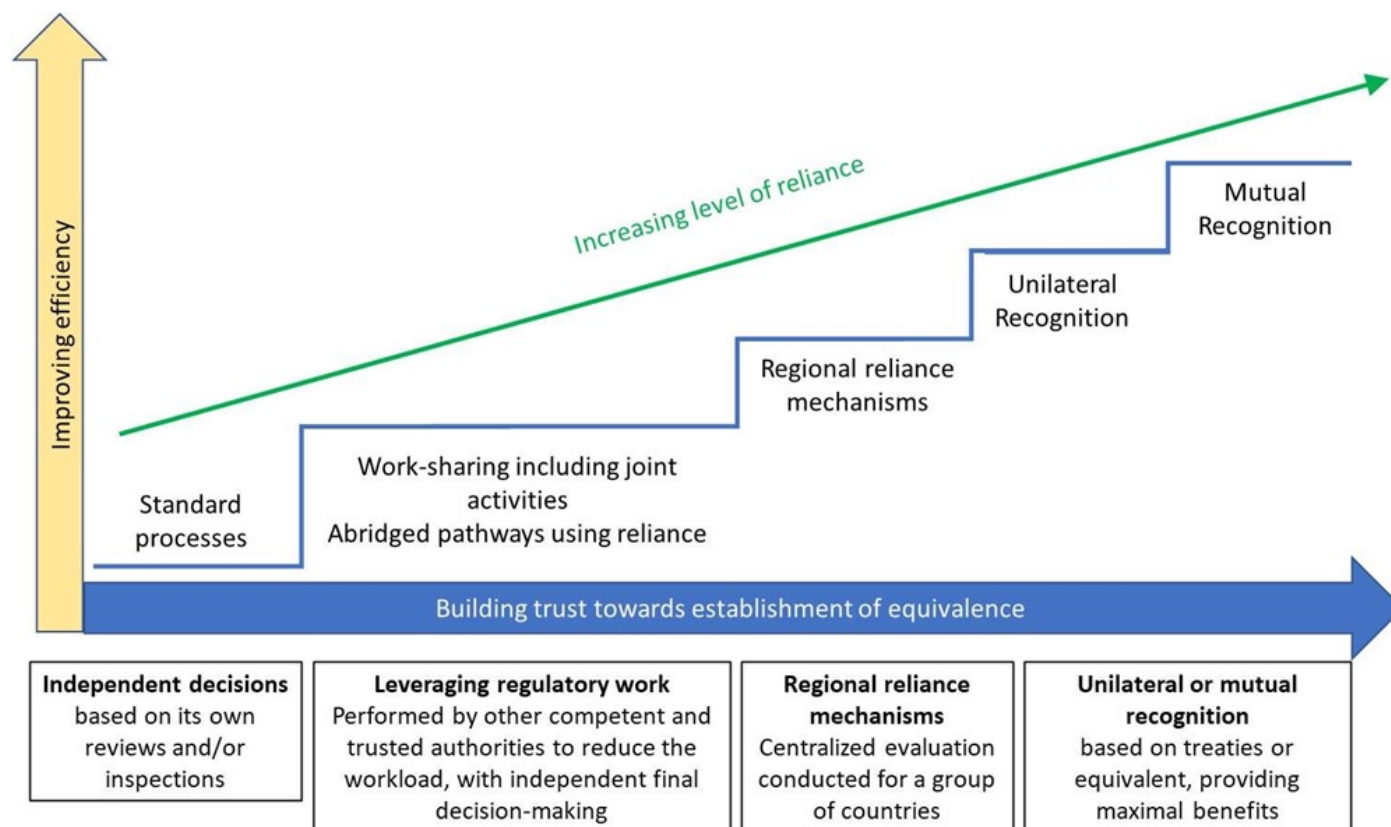 Improving efficiency
Increasing level of reliance
Mutual
Recognition
Unilateral
Recognition
Regional reliance
mechanisms
Work-sharing including joint
activities
Abridged pathways using reliance
Standard
processes
Building trust towards establishment of equivalence
Independent decisions
based on its own
reviews and/or
inspections
Leveraging regulatory work
Performed by other competent and
trusted authorities to reduce the
workload, with independent final
decision-making
Regional reliance
mechanisms
Centralized evaluation
conducted for a group
of countries
Unilateral or mutual
recognition
based on treaties or
equivalent, providing
maximal benefits